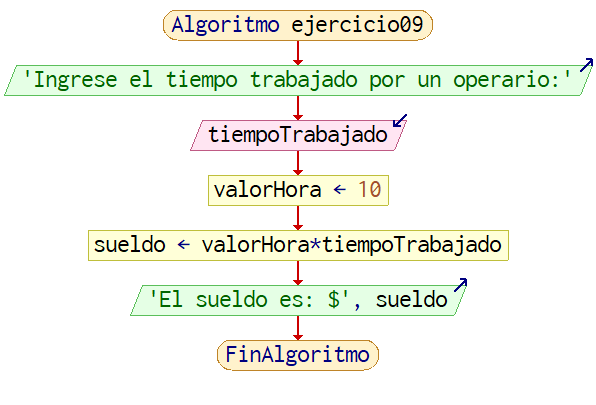 Algoritmo ejercicio09
'Ingrese el tiempo trabajado por un operario:'
tiempoTrabajado
valorHora ← 10
sueldo ← valorHora*tiempoTrabajado
'El sueldo es: $', sueldo
FinAlgoritmo